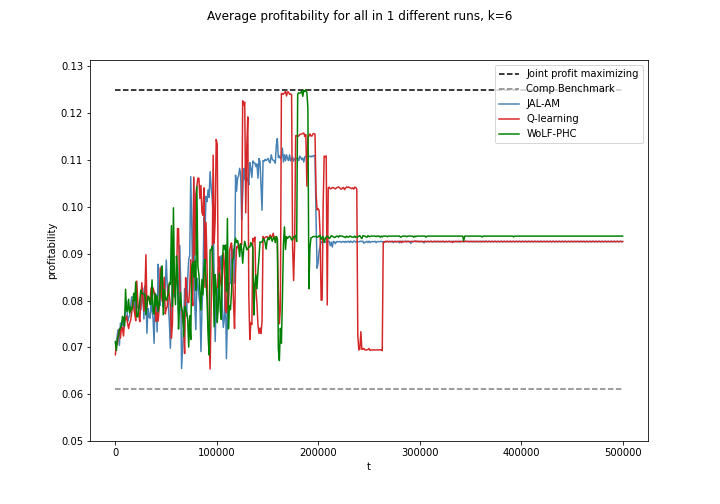 Average profitability for all in 1 different runs, k=6
0.13
0.12
0.11
0.10
0.09
0.08
0.07
0.06
0.05
profitability
Joint profit maximizing
Comp Benchmark
JAL-AM
Q-learning
WoLF-PHC
0 100000 200000 300000 400000 500000
t